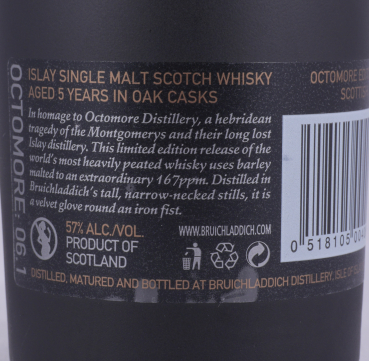 OCTOMORE: 06.1
ISLAY SINGLE MALT SCOTCH WHISKY
AGED 5 YEARS IN OAK CASKS
In homage to Octomore Distillery, a hebridean
tragedy of the Montgomerys and their long lost
Islay distillery. This limited edition release of the
world's most heavily peated whisky uses barley
malted to an extraordinary 167ppm. Distilled in
Bruichladdich's tall, narrow-necked stills, it is
a velvet glove round an iron fist.
57% ALC./VOL.
PRODUCT OF
SCOTLAND
WWW.BRUICHLADDICH.COM
DISTILLED, MATURED AND BOTTLED AT BRUICHLADDICH DISTILLERY, ISLE OF
OCTOMORE
SCOTTISH
0 518105 004